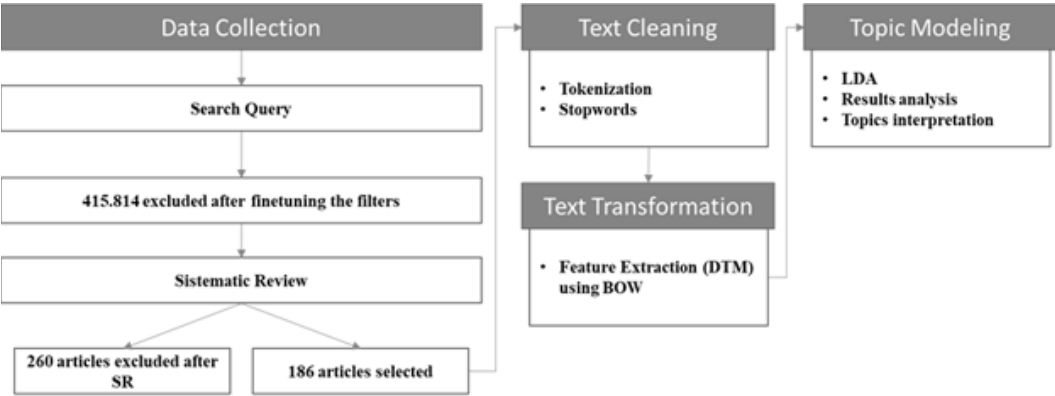 Data Collection
Search Query
415.814 excluded after finetuning the filters
Sistematic Review
260 articles excluded after
SR
186 articles selected
Text Cleaning
• Tokenization
• Stopwords
Text Transformation
• Feature Extraction (DTM)
using BOW
Topic Modeling
• LDA
• Results analysis
• Topics interpretation